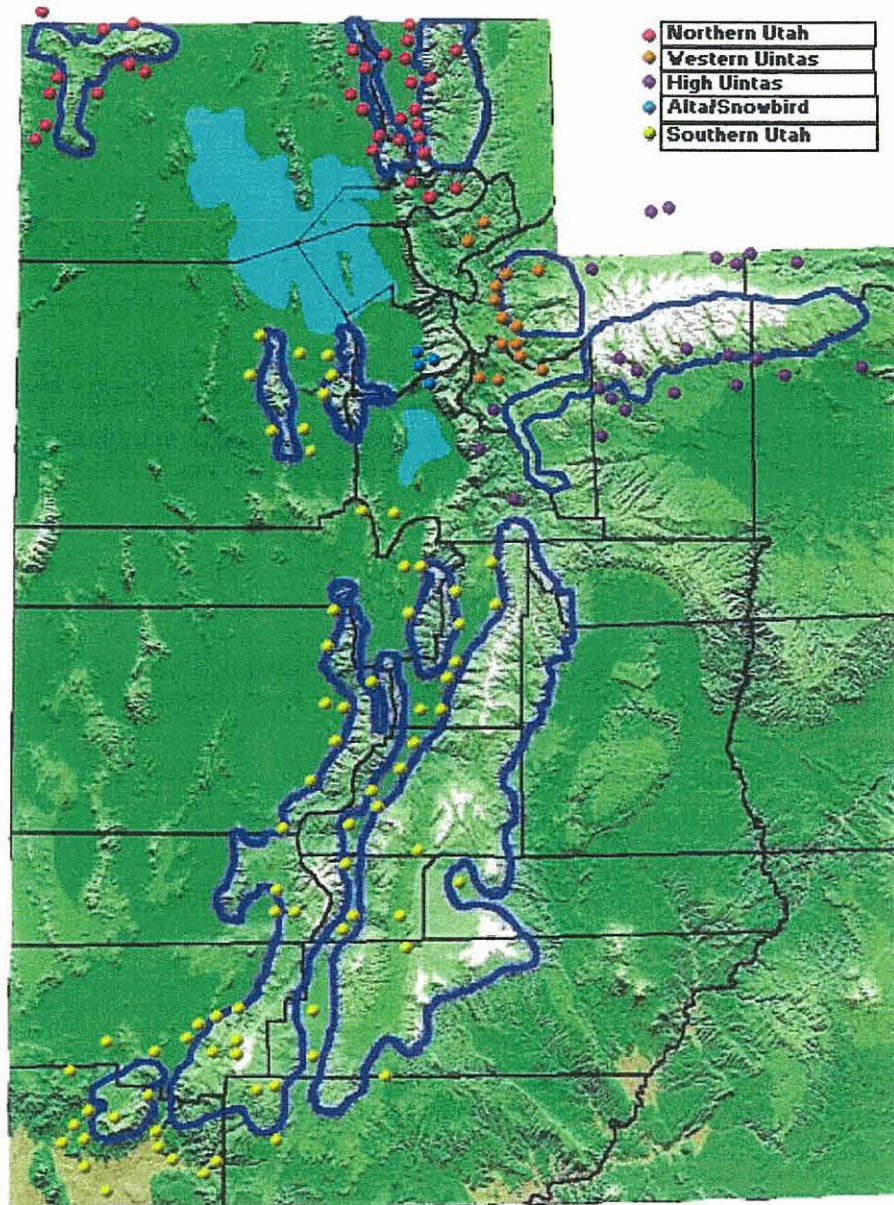 Northern Utah
Western Uintas
High Uintas
Alta/Snowbird
Southern Utah